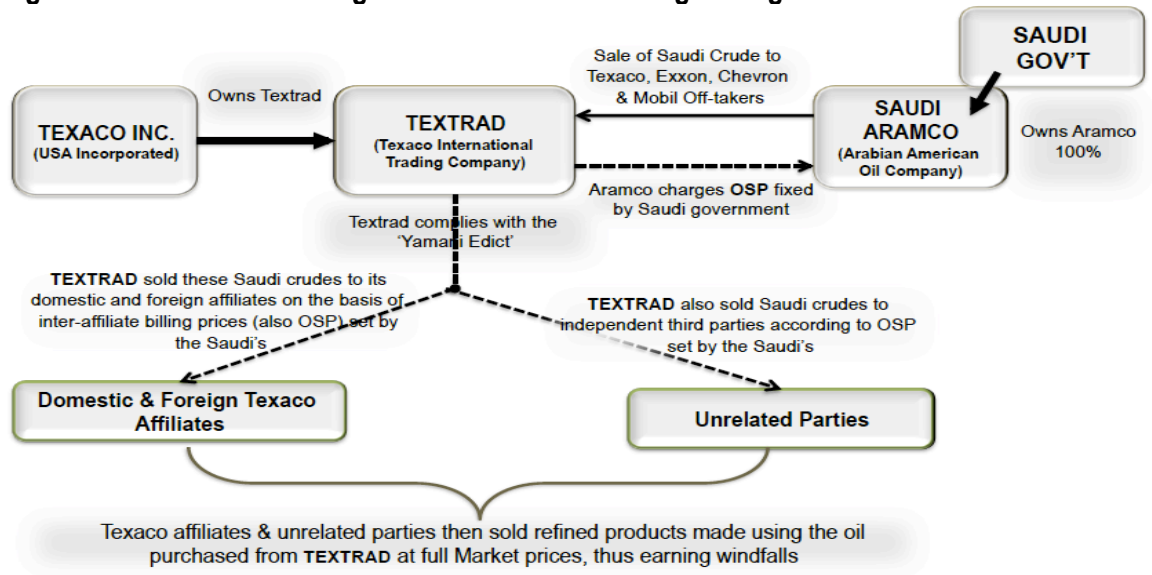 SAUDI
GOV'T
Sale of Saudi Crude to
Texaco, Exxon, Chevron
& Mobil Off-takers
Owns Textrad
TEXACO INC.
(USA Incorporated)
TEXTRAD
(Texaco International
Trading Company)
SAUDI
ARAMCO
(Arabian American
Oil Company)
Owns Aramco
100%
Aramco charges OSP fixed
by Saudi government
Textrad complies with the
'Yamani Edict'
TEXTRAD sold these Saudi crudes to its
domestic and foreign affiliates on the basis of
inter-affiliate billing prices (also OSP) set by
the Saudi's
TEXTRAD also sold Saudi crudes to
independent third parties according to OSP
set by the Saudi's
Domestic & Foreign Texaco
Affiliates
Unrelated Parties
Texaco affiliates & unrelated parties then sold refined products made using the oil
purchased from TEXTRAD at full Market prices, thus earning windfalls